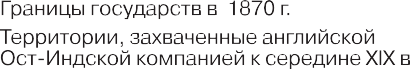 Границы государств в 1870 г.
Территории, захваченные английской
Ост-Индской компанией к середине XIX в